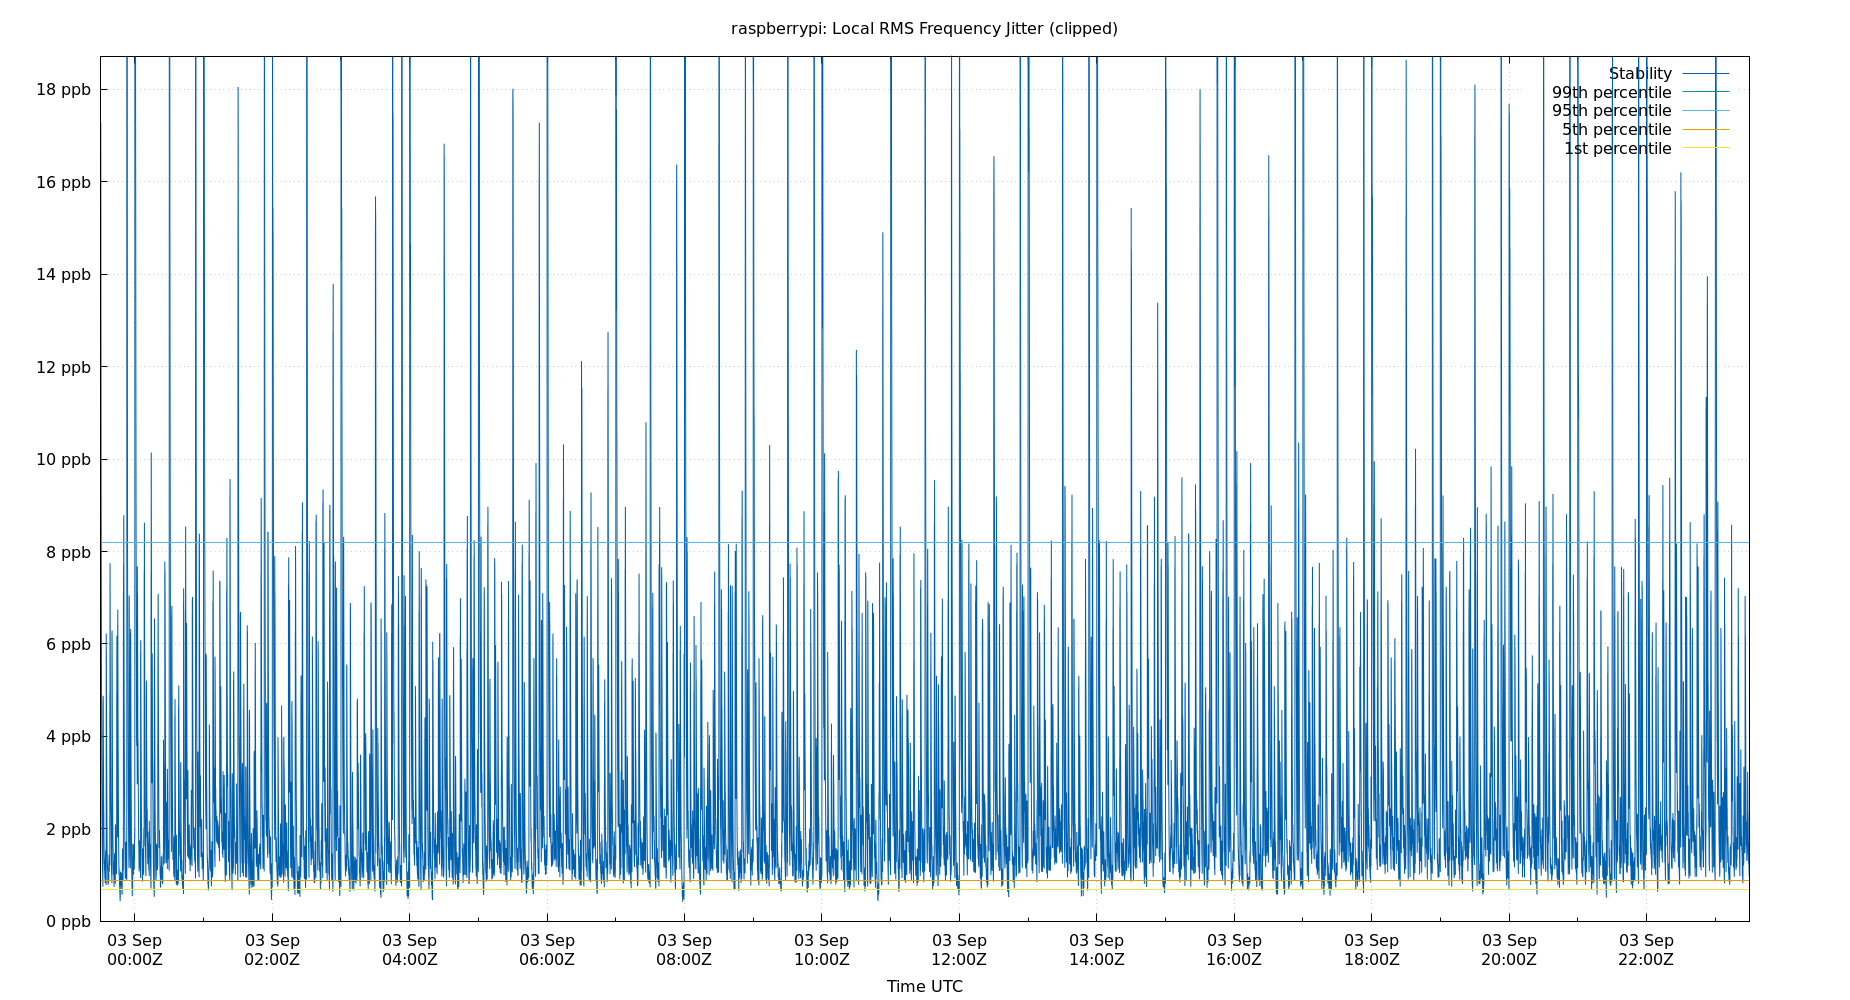 raspberrypi: Local RMS Frequency Jitter (clipped)
Stability
99th percentile
95th percentile
5th percentile
1st percentile
18 ppb
16 ppb
14 ppb
12 ppb
10 ppb
8 ppb
6 ppb
4 ppb
2 ppb
0 ppb
03 Sep 03 Sep 03 Sep 03 Sep 03 Sep 03 Sep 03 Sep 03 Sep 03 Sep 03 Sep 03 Sep 03 Sep
00:00Z 02:00Z 04:00Z 06:00Z 08:00Z 10:00Z 12:00Z 14:00Z 16:00Z 18:00Z 20:00Z 22:00Z
Time UTC